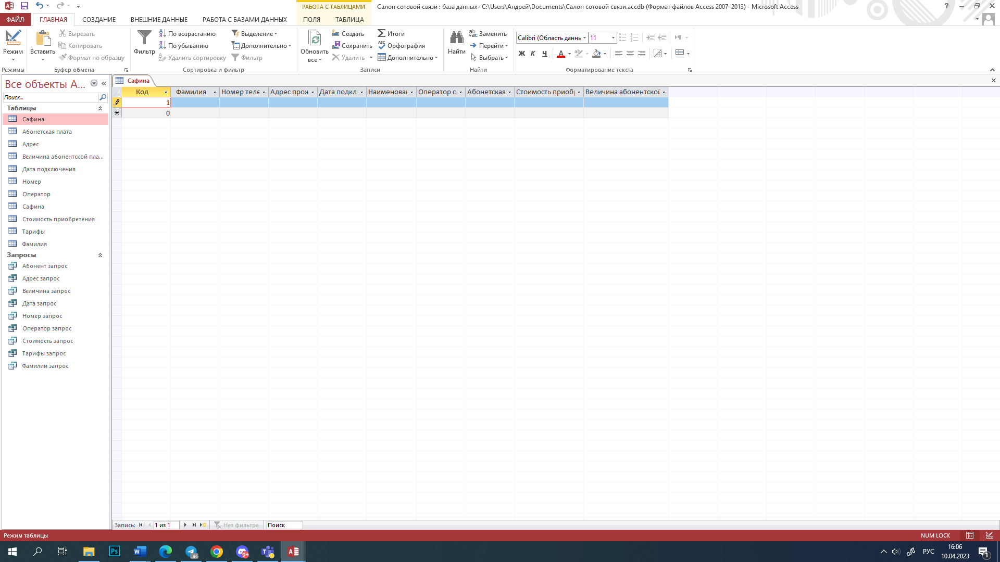 РАБОТА С ТАБЛИЦАМИ
Салон сотовой связи : база данных- C:\Users\Андрей\Documents\Салон сотовой связи.accdb (Формат файлов Access 2007–2013) - Microsoft Access
?
ФАЙЛ ГЛАВНАЯ СОЗДАНИЕ ВНЕШНИЕ ДАННЫЕ РАБОТА С БАЗАМИ ДАННЫХ ПОЛЯ ТАБЛИЦА
Режим
Режимы
Вставить
Вырезать
Копировать
Формат по образцу
Буфер обмена
Фильтр
По возрастанию
По убыванию
Удалить сортировку
Выделение
Дополнительно
Фильтр
Сортировка и фильтр
Обновить
все
Создать
Сохранить
Удалить
Итоги
Орфография
Дополнительно
Записи
Найти
Заменить
Перейти
Выбрать
Найти
Calibri (Область данны
11
Ж К Ч А
Форматирование текста
Все объекты A...
Поиск...
Таблицы
Сафина
Абонетская плата
Адрес
Величина абонентской пла...
Дата подключения
Номер
Оператор
Сафина
Стоимость приобретения
Тарифы
Фамилия
Запросы
Абонент запрос
Адрес запрос
Величина запрос
Дата запрос
Номер запрос
Оператор запрос
Стоимость запрос
Тарифы запрос
Фамилии запрос
Сафина
Код Фамилия Номер теле Адрес прож Дата подкл Наименован Оператор с Абонетская Стоимость приобр Величина абонентской
1
0
Запись: 1 из 1 Нет фильтра Поиск
Режим таблицы
NUM LOCK
Ps
W
.86
9+
РУС
16:06
10.04.2023
1